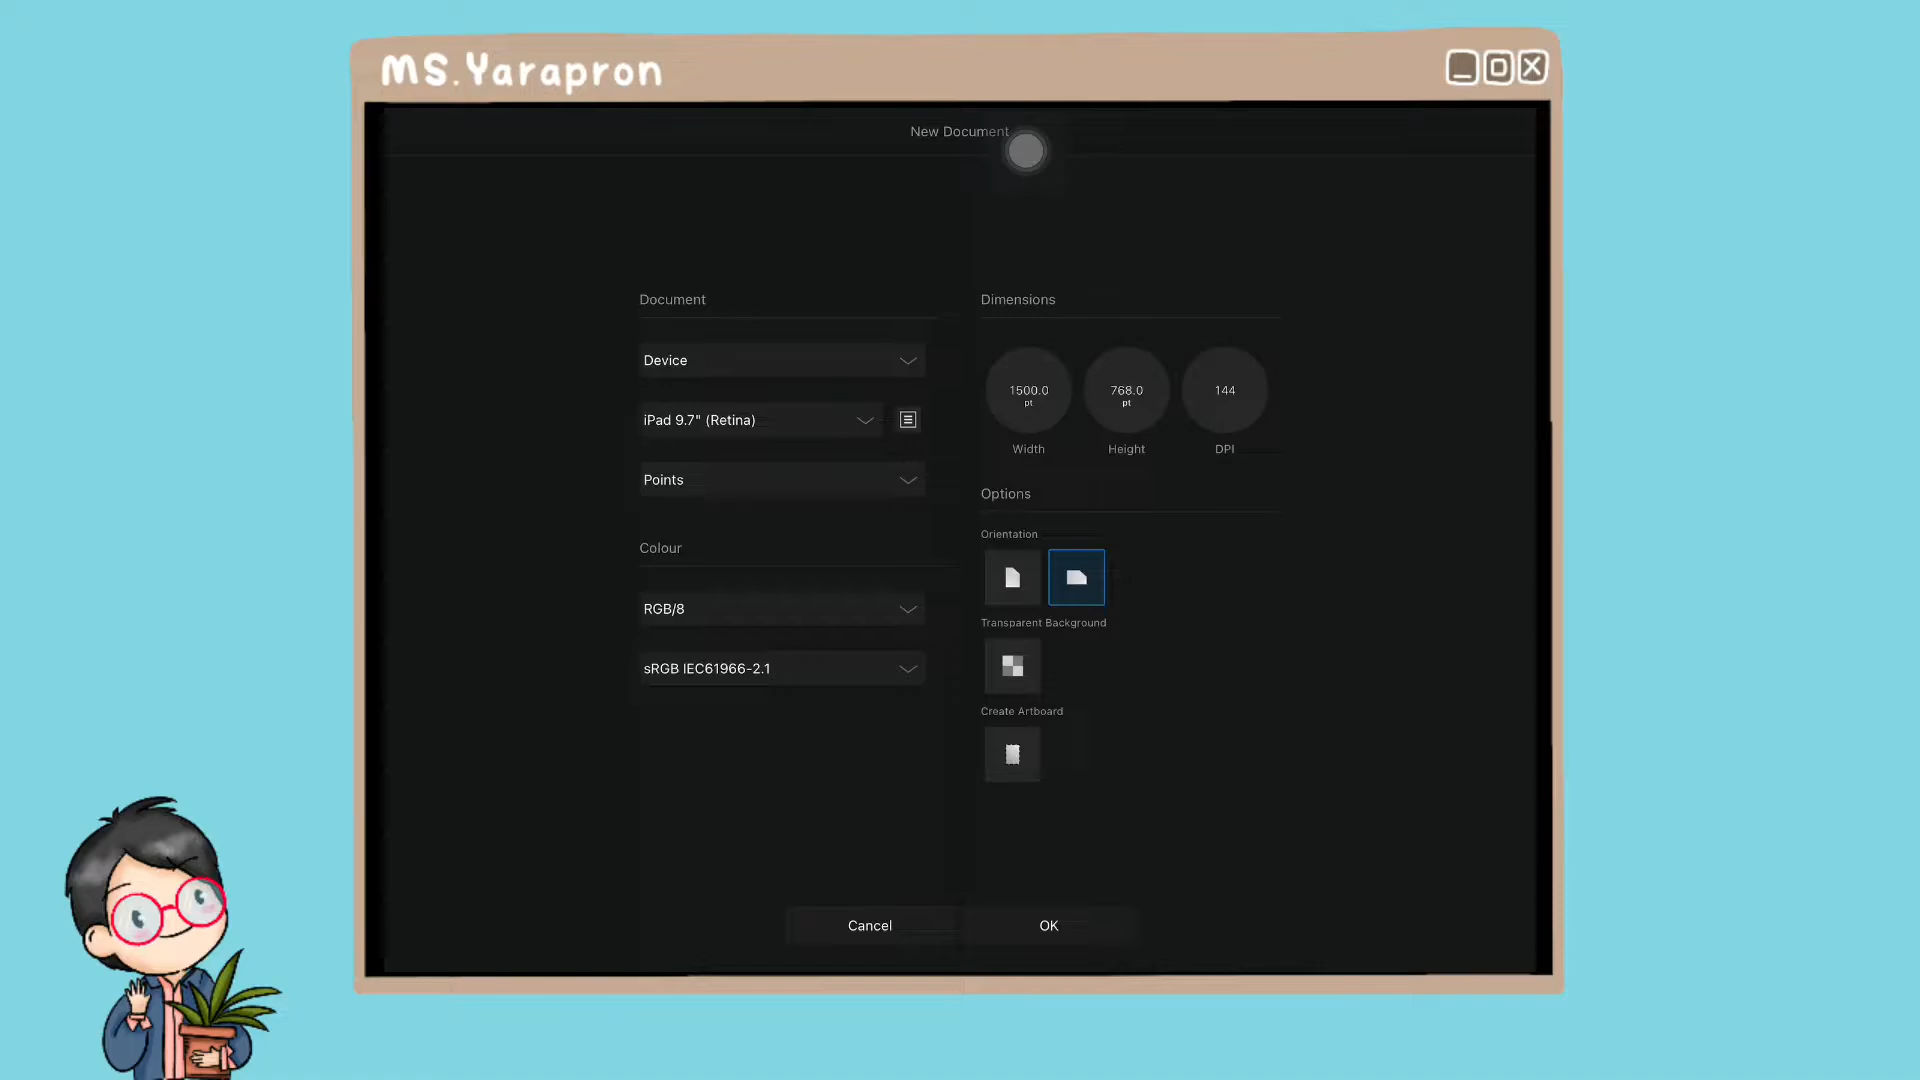 MS.Yarapron
New Document
Document
Device
iPad 9.7" (Retina)
Points
Colour
RGB/8
sRGB IEC61966-2.1
Dimensions
1500.0 pt
768.0 pt
144
Width
Height
DPI
Options
Orientation
Transparent Background
Create Artboard
Cancel
OK